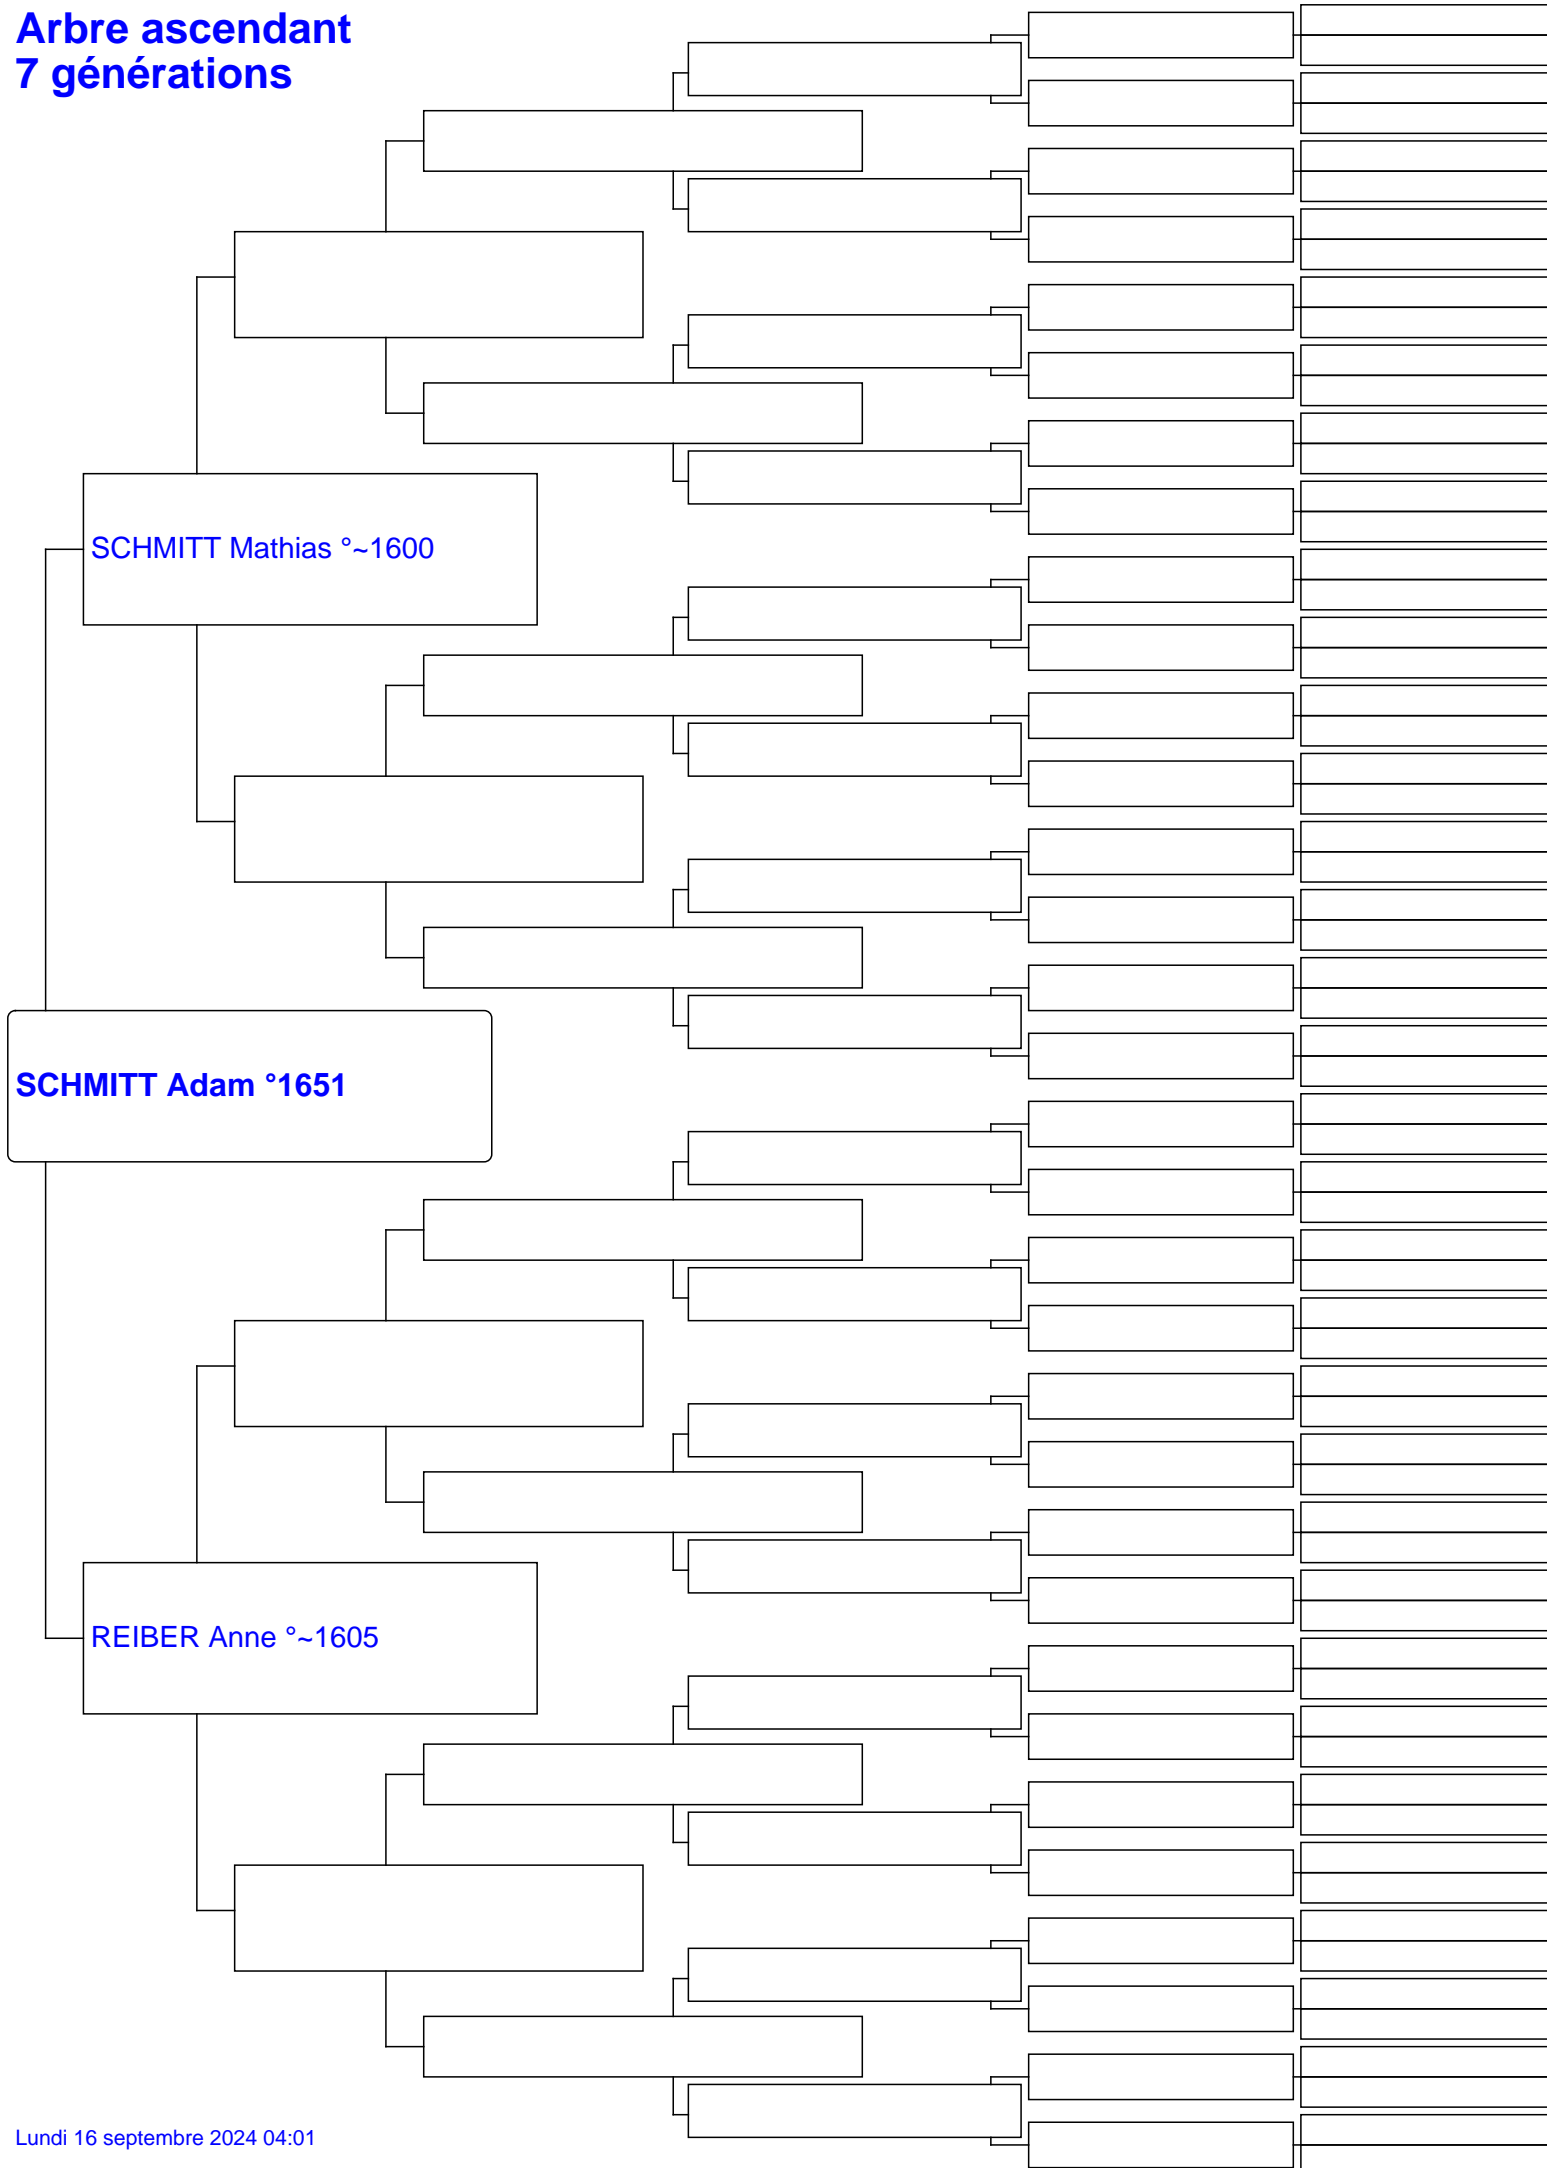 Arbre ascendant
7 générations
SCHMITT Mathias °~1600
SCHMITT Adam °1651
REIBER Anne °~1605
Lundi 16 septembre 2024 04:01